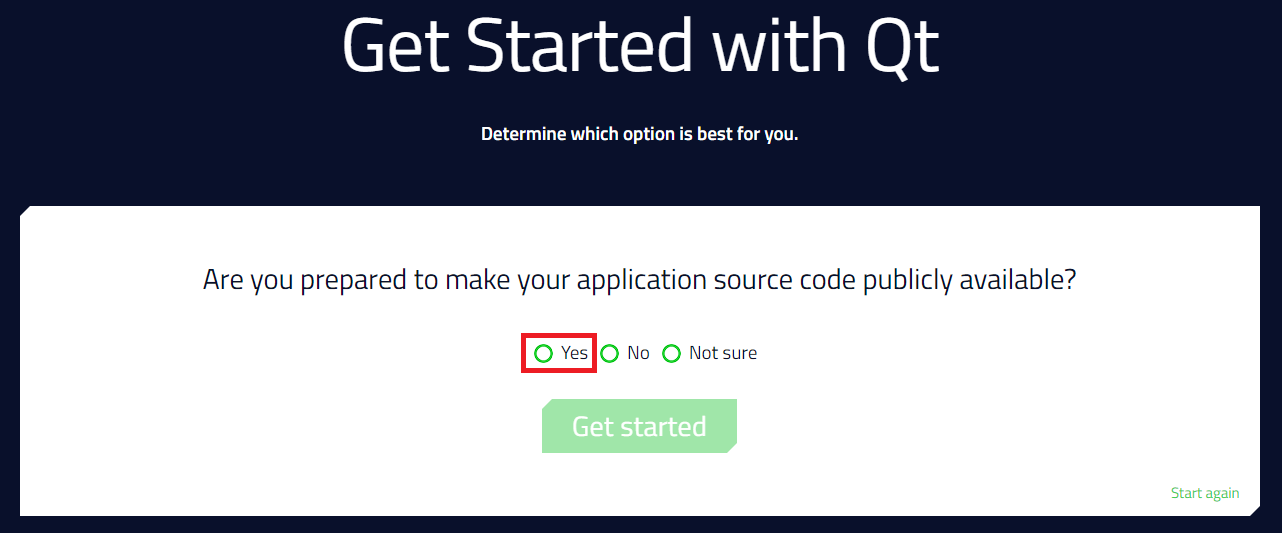 Get Started with Qt
Determine which option is best for you.
Are you prepared to make your application source code publicly available?
Yes No Not sure
Get started
Start again